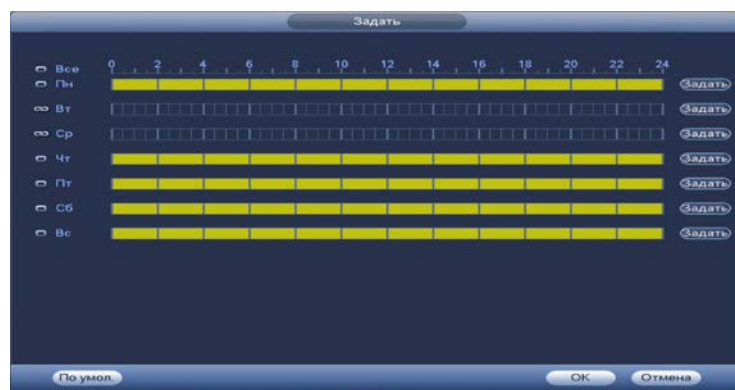 Задать
Все 0 2 4 6 8 10 12 14 16 18 20 22 24
Пн Задать
Вт Задать
Ср Задать
Чт Задать
Пт Задать
Сб Задать
Вс Задать
По умол. OK Отмена